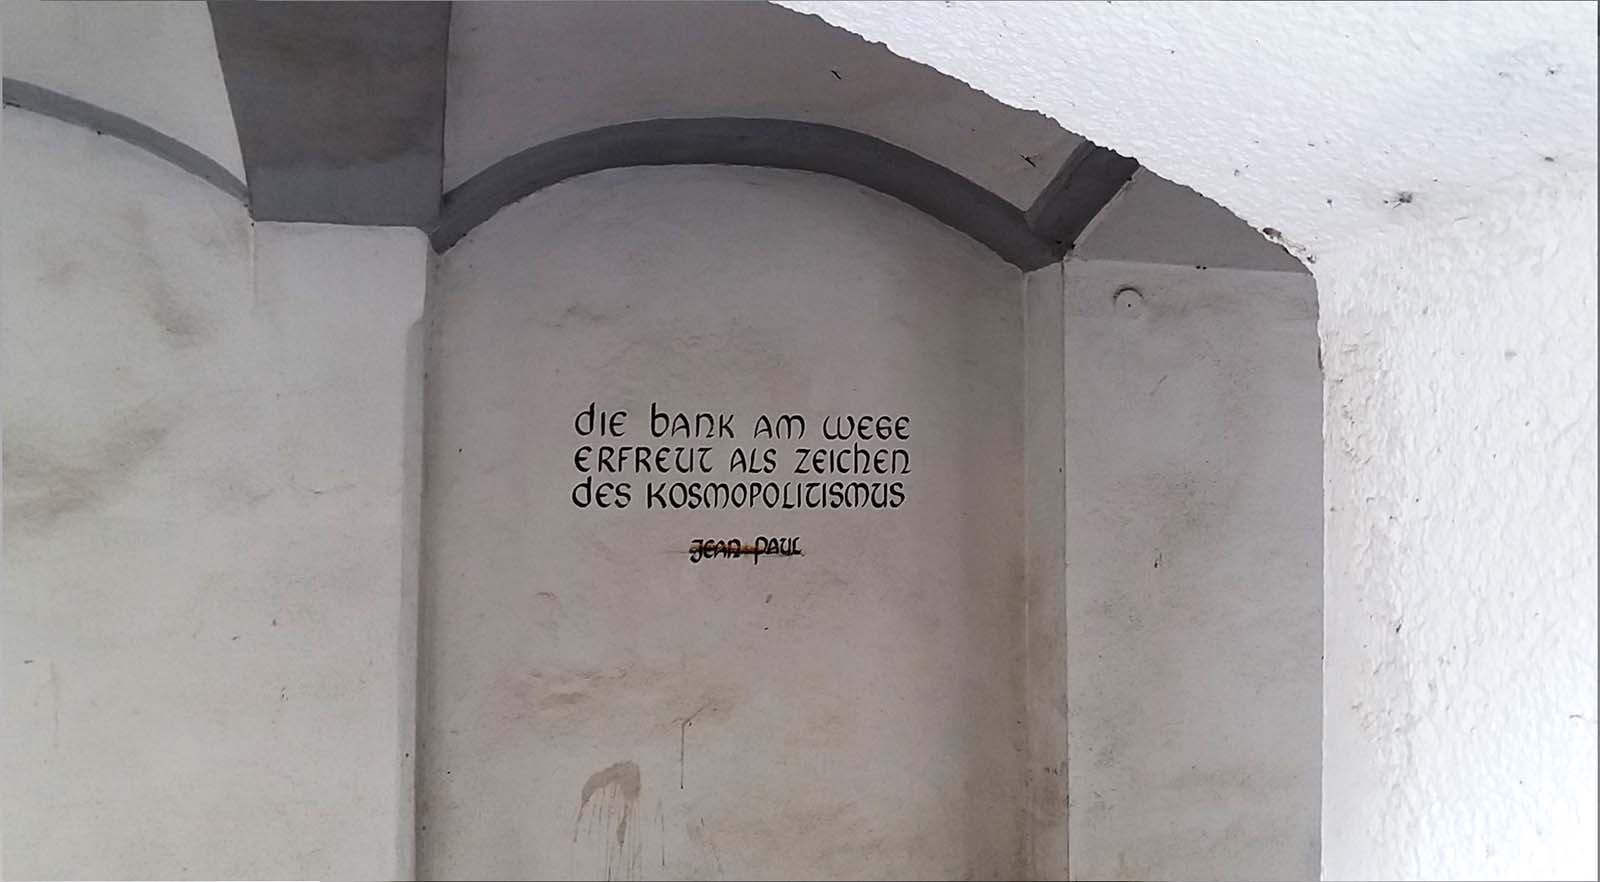 die BANK AM WEGE
ERFREUT ALS ZEICHEN
des KOSMOPOLITISMUS
JEAN PAUL